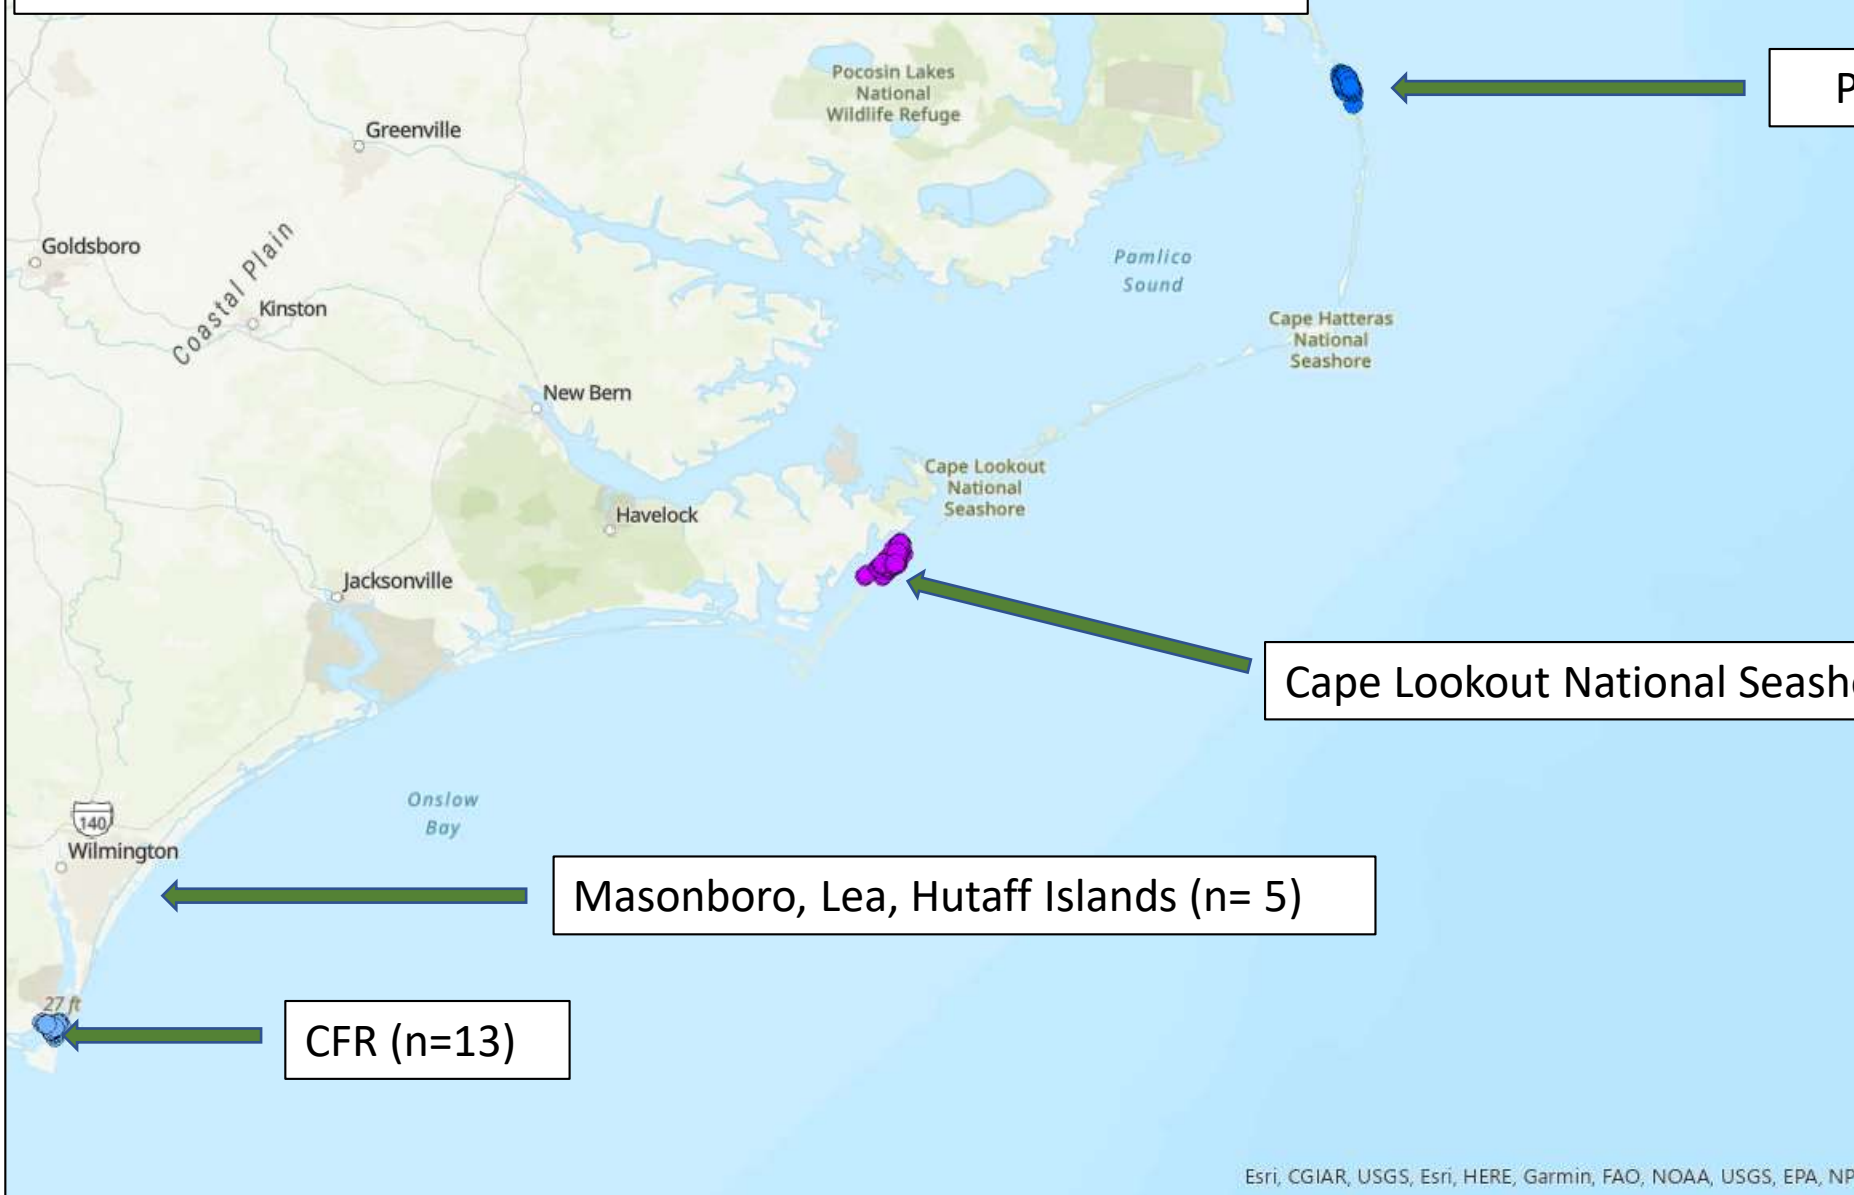 Pocosin Lakes
National
Wildlife Refuge
P
Greenville
Goldsboro
Coastal Plain
Kinston
Pamlico
Sound
Cape Hatteras
National
Seashore
New Bern
Cape Lookout
National
Seashore
Havelock
Jacksonville
Cape Lookout National Seasho
Onslow
Bay
140
Wilmington
Masonboro, Lea, Hutaff Islands (n= 5)
27 ft
CFR (n=13)
Esri, CGIAR, USGS, Esri, HERE, Garmin, FAO, NOAA, USGS, EPA, NP